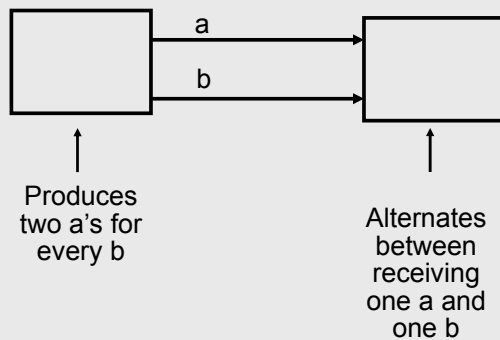 a
b
Produces
two a's for
every b
Alternates
between
receiving
one a and
one b